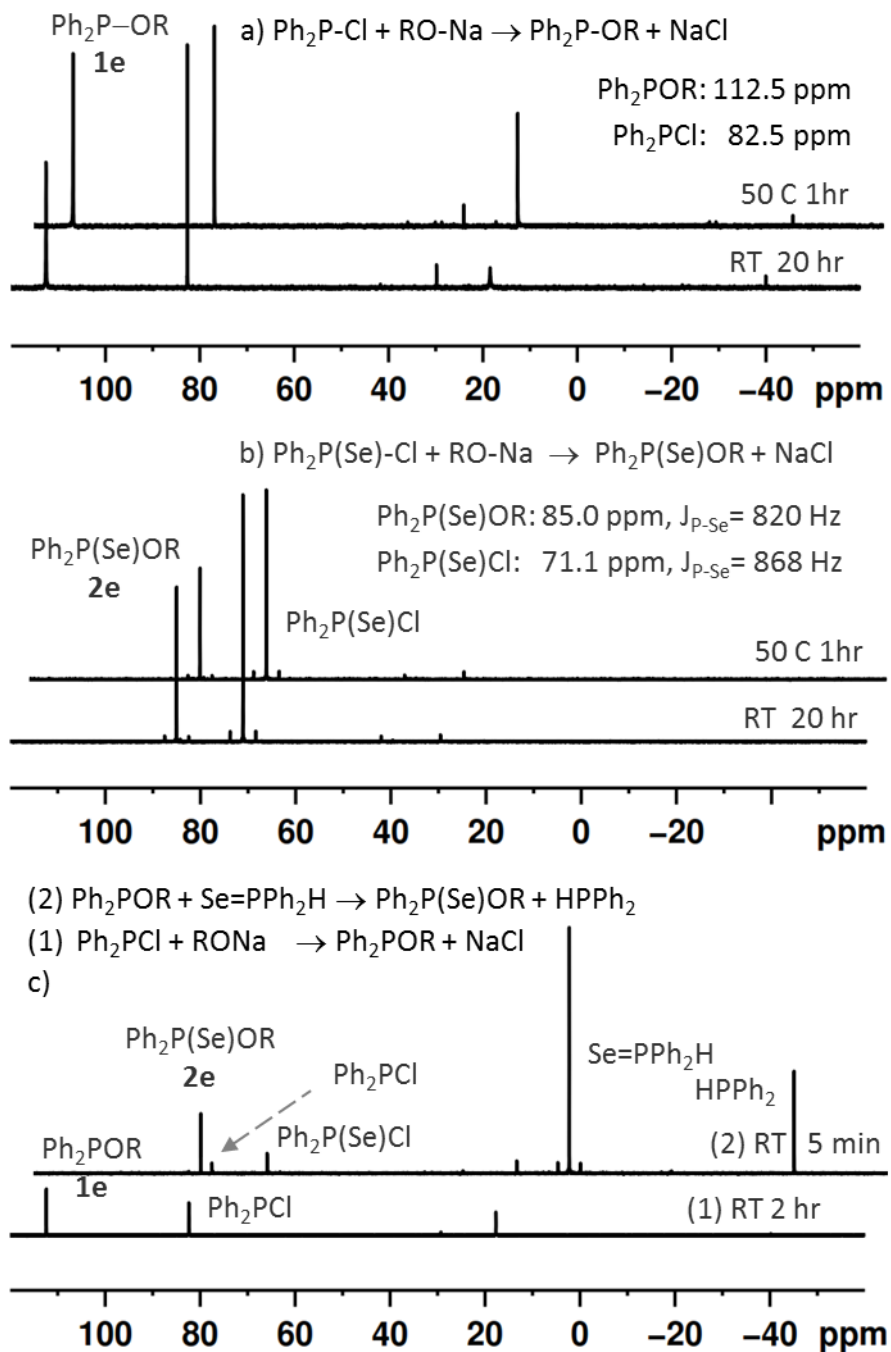 Ph₂P−OR
1e
a) Ph₂P-Cl + RO-Na → Ph₂P-OR + NaCl
Ph₂POR: 112.5 ppm
Ph₂PCl: 82.5 ppm
50 C 1hr
RT 20 hr
100 80 60 40 20 0 −20 −40 ppm
b) Ph₂P(Se)-Cl + RO-Na → Ph₂P(Se)OR + NaCl
Ph₂P(Se)OR: 85.0 ppm, J_P-Se = 820 Hz
Ph₂P(Se)Cl: 71.1 ppm, J_P-Se = 868 Hz
Ph₂P(Se)OR
2e
Ph₂P(Se)Cl
50 C 1hr
RT 20 hr
100 80 60 40 20 0 −20 ppm
(2) Ph₂POR + Se=PPh₂H → Ph₂P(Se)OR + HPPh₂
(1) Ph₂PCl + RONa → Ph₂POR + NaCl
c)
Ph₂P(Se)OR
2e
Ph₂PCl
Se=PPh₂H
HPPh₂
Ph₂P(Se)Cl
(2) RT 5 min
Ph₂POR
1e
Ph₂PCl
(1) RT 2 hr
100 80 60 40 20 0 −20 −40 ppm